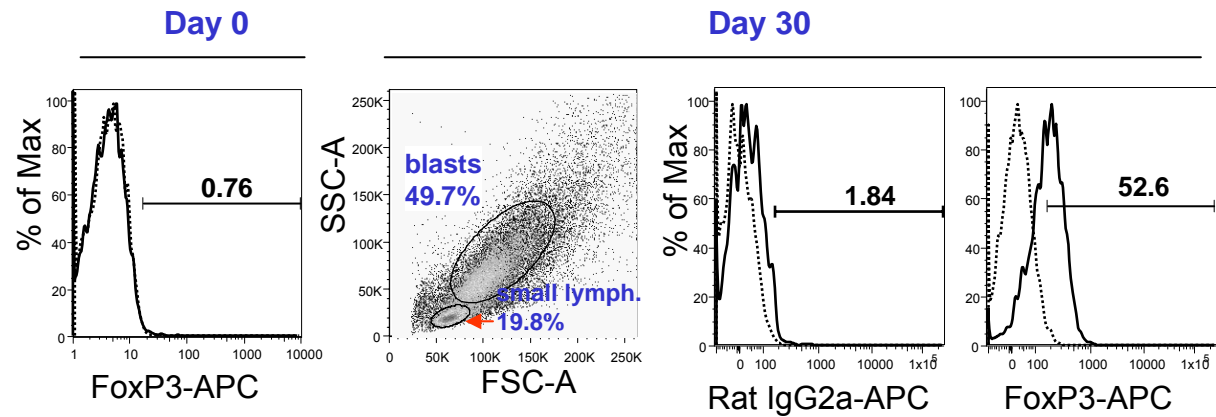 Day 0
Day 30
% of Max
100
80
60
40
20
0
0.76
1
10
100
1000
10000
FoxP3-APC
SSC-A
250K
200K
150K
100K
50K
0
blasts
49.7%
small lymph.
19.8%
0
50K
100K
150K
200K
250K
FSC-A
% of Max
100
80
60
40
20
0
1.84
0
100
1000
10000
1x10⁵
Rat IgG2a-APC
100
80
60
40
20
0
52.6
0
100
1000
10000
1x10⁵
FoxP3-APC